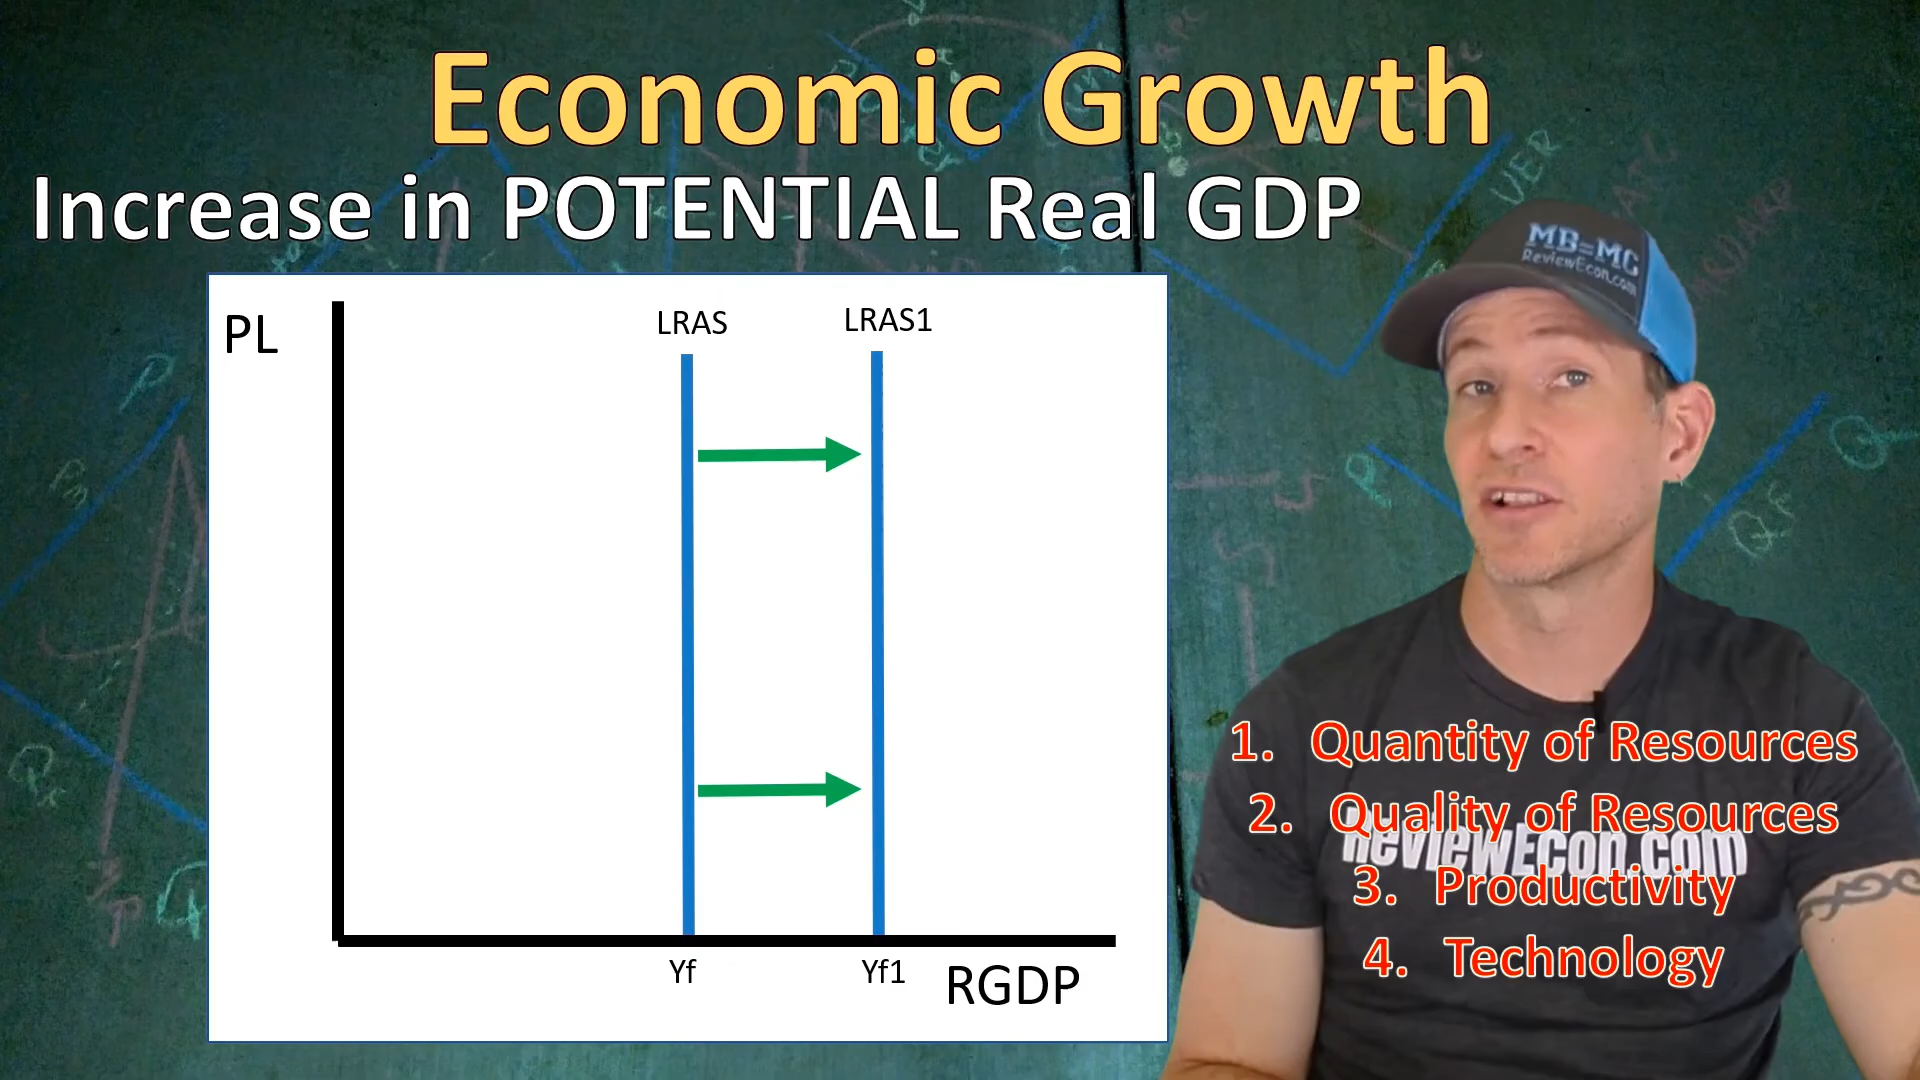 Economic Growth
Increase in POTENTIAL Real GDP
PL
LRAS
LRAS1
Yf
Yf1
RGDP
MB=MC
ReviewEcon.com
1. Quantity of Resources
2. Quality of Resources
ReviewEcon.com
3. Productivity
4. Technology
VER
P
Q